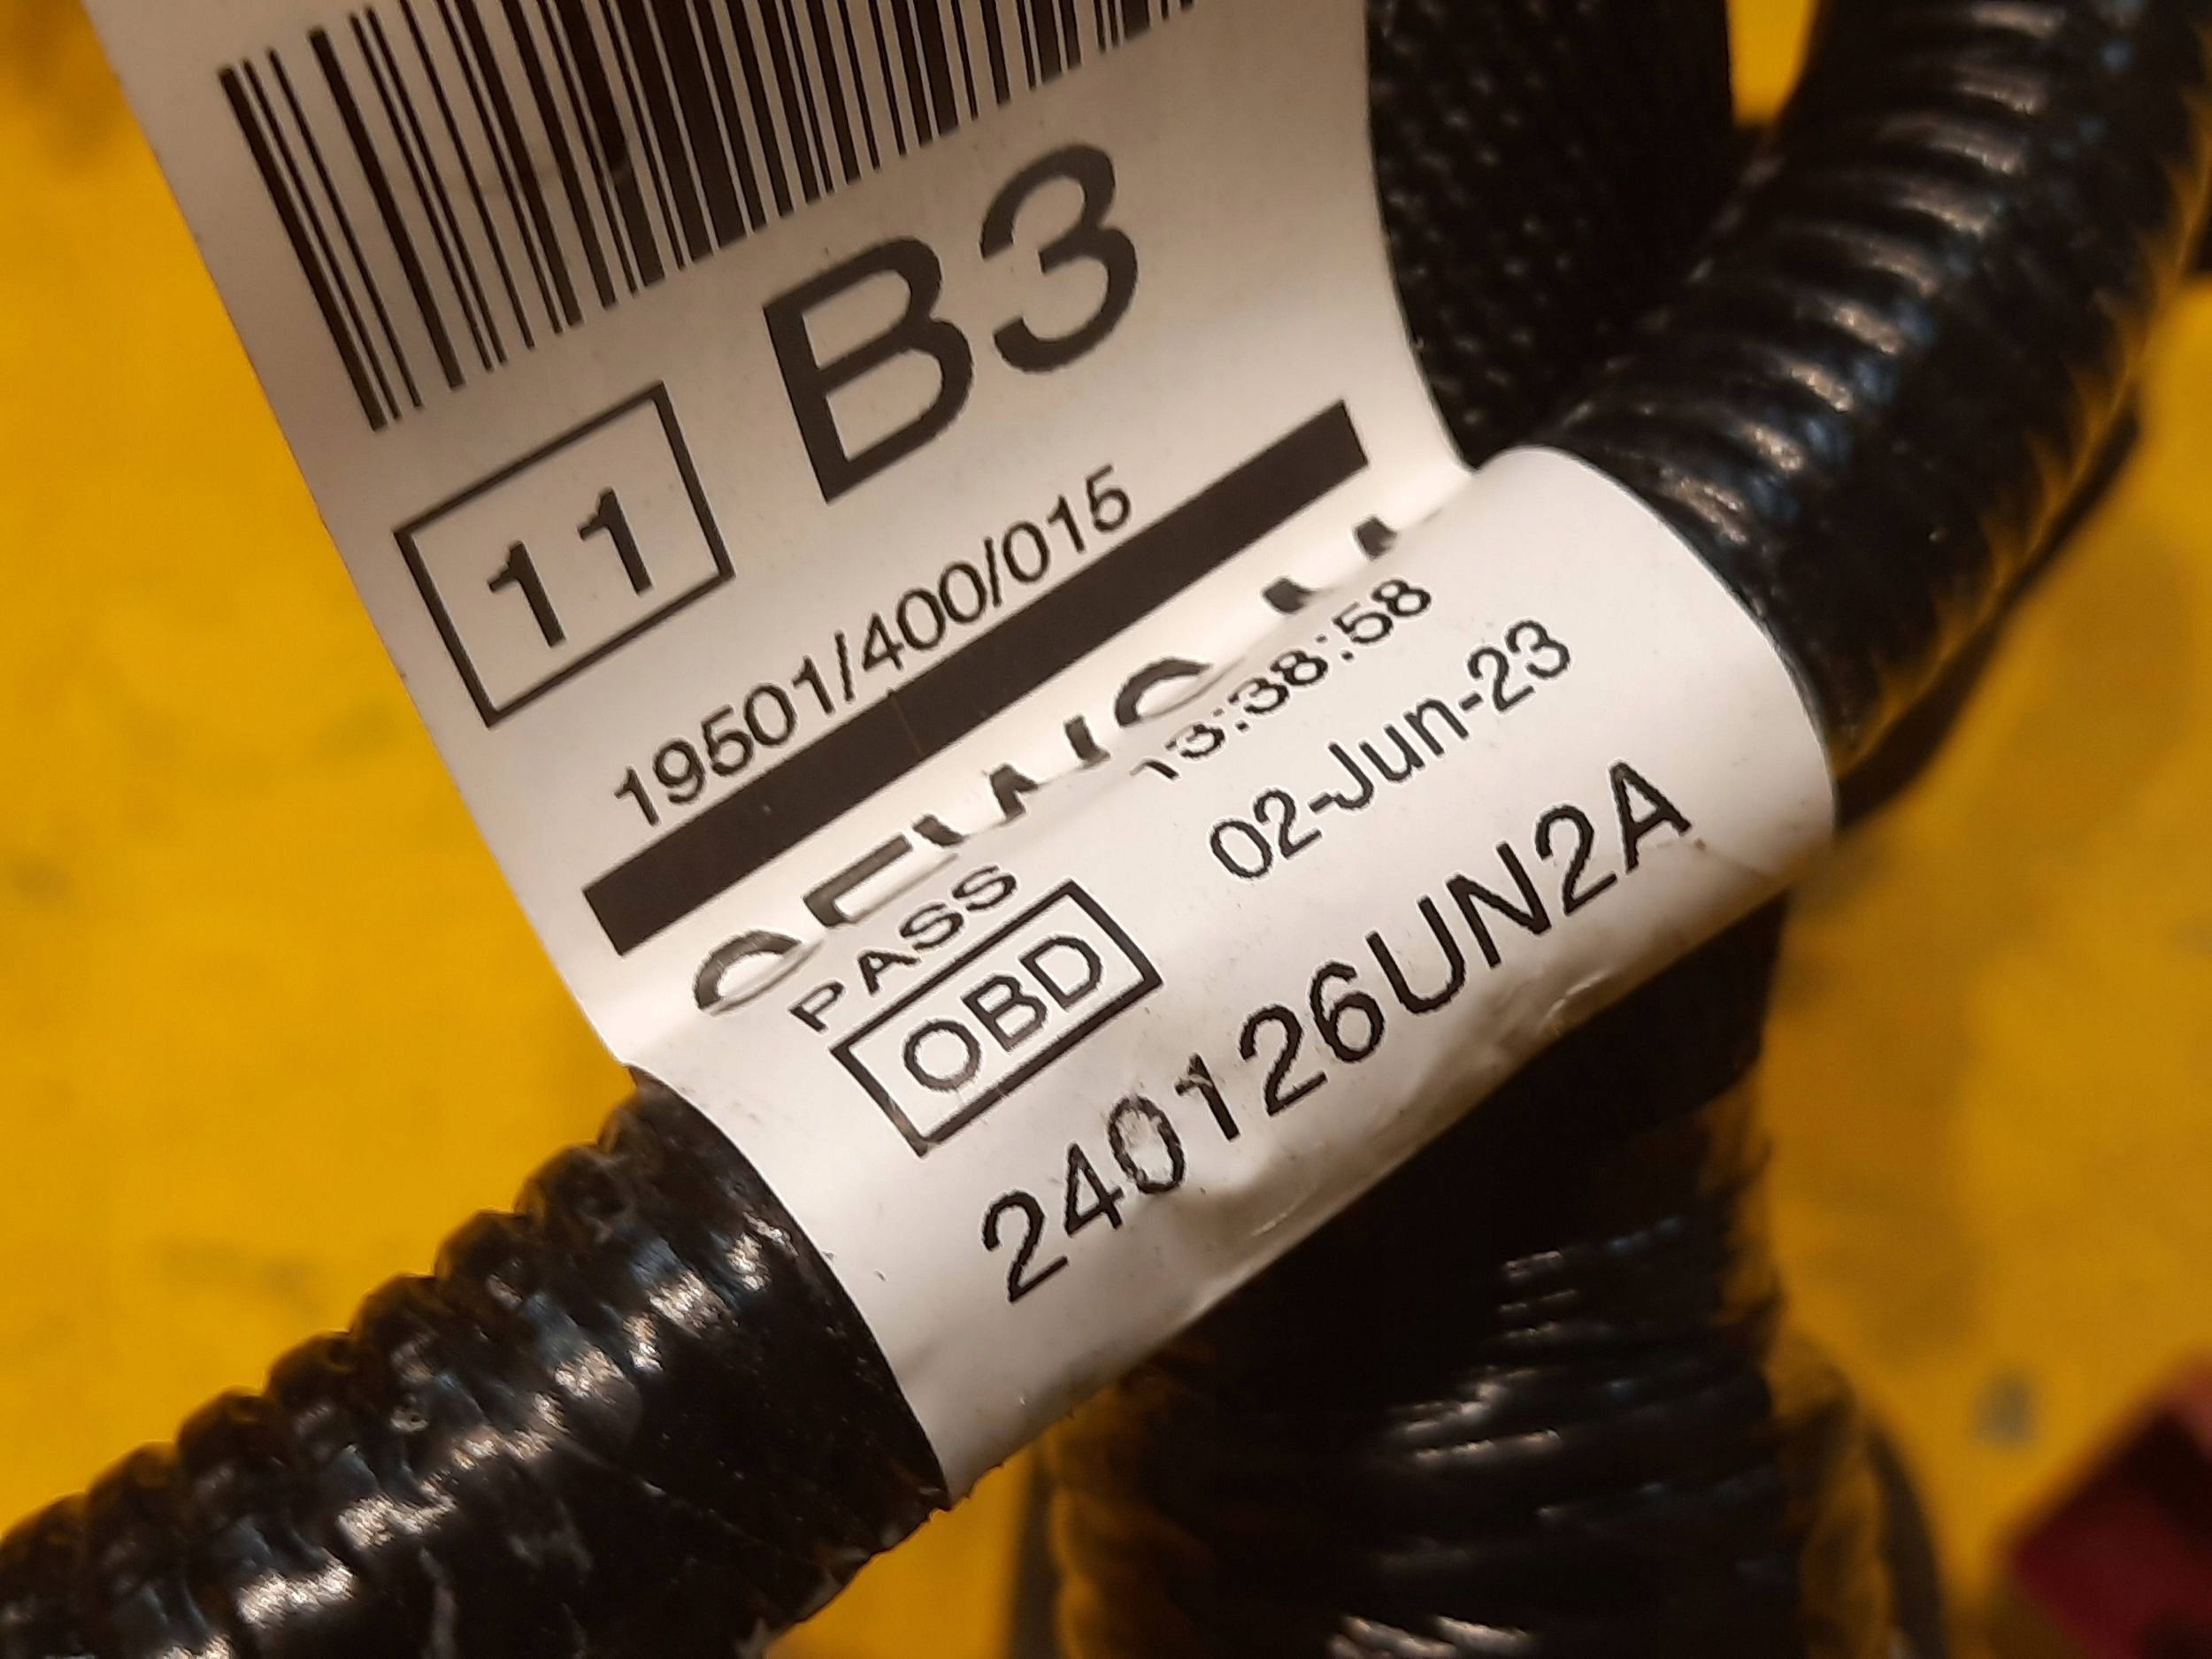 B3
11
19501/400/015
PASS 13:38:58
OBD 02-Jun-23
240126UN2A